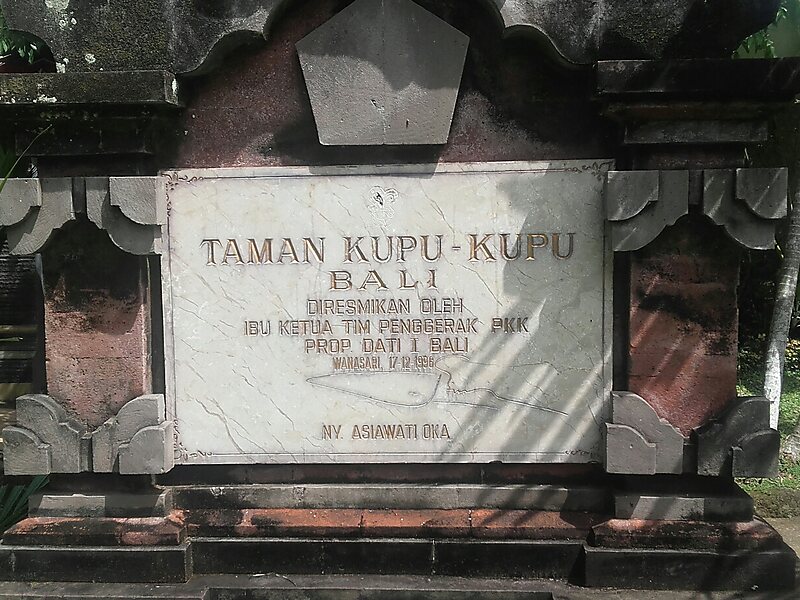 TAMAN KUPU-KUPU
BALI
DIRESMIKAN OLEH
IBU KETUA TIM PENGGERAK PKK
PROP DATI I BALI
WANASARI, 17-12-1996
NY. ASIAWATI OKA